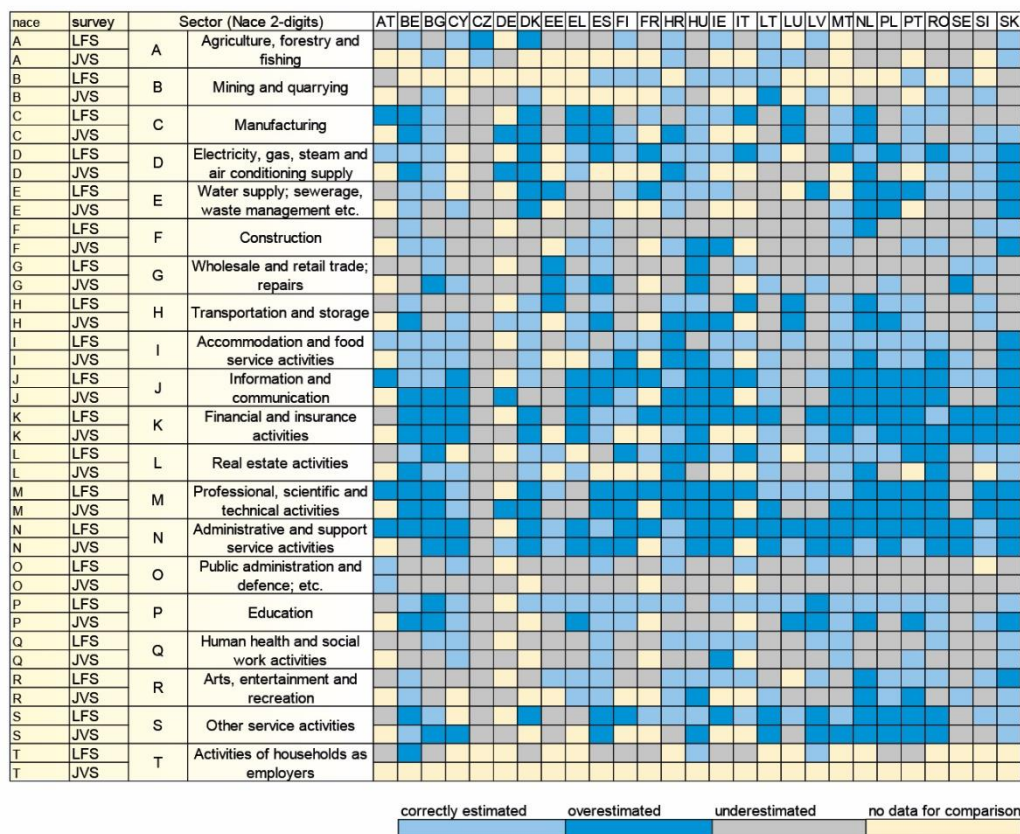 nace survey Sector (Nace 2-digits) AT BE BG CY CZ DE DK EE EL ES FI FR HR HU IE IT LT LU LV MT NL PL PT RO SE SI SK
A LFS A Agriculture, forestry and
A JVS fishing
B LFS B Mining and quarrying
B JVS
C LFS C Manufacturing
C JVS
D LFS D Electricity, gas, steam and
D JVS air conditioning supply
E LFS E Water supply; sewerage,
E JVS waste management etc.
F LFS F Construction
F JVS
G LFS G Wholesale and retail trade;
G JVS repairs
H LFS H Transportation and storage
H JVS
I LFS I Accommodation and food
I JVS service activities
J LFS J Information and
J JVS communication
K LFS K Financial and insurance
K JVS activities
L LFS L Real estate activities
L JVS
M LFS M Professional, scientific and
M JVS technical activities
N LFS N Administrative and support
N JVS service activities
O LFS O Public administration and
O JVS defence; etc.
P LFS P Education
P JVS
Q LFS Q Human health and social
Q JVS work activities
R LFS R Arts, entertainment and
R JVS recreation
S LFS S Other service activities
S JVS
T LFS T Activities of households as
T JVS employers
correctly estimated overestimated underestimated no data for comparison